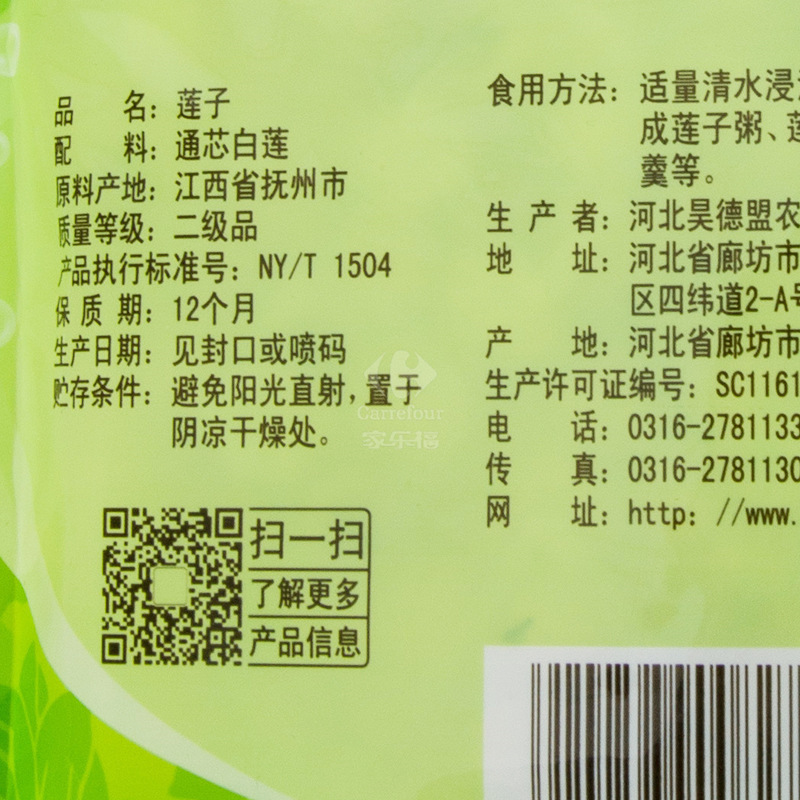 品　　名：莲子
配　　料：通芯白莲
原料产地：江西省抚州市
质量等级：二级品
产品执行标准号：NY/T 1504
保 质 期：12个月
生产日期：见封口或喷码
贮存条件：避免阳光直射，置于
阴凉干燥处。
扫一扫
了解更多
产品信息
食用方法：适量清水浸
成莲子粥、莲
羹等。
生 产 者：河北昊德盟农
地　　址：河北省廊坊市
区四纬道2-A号
产　　地：河北省廊坊市
生产许可证编号：SC1161
电　　话：0316-2781133
传　　真：0316-2781130
网　　址：http：//www.
Carrefour
家乐福